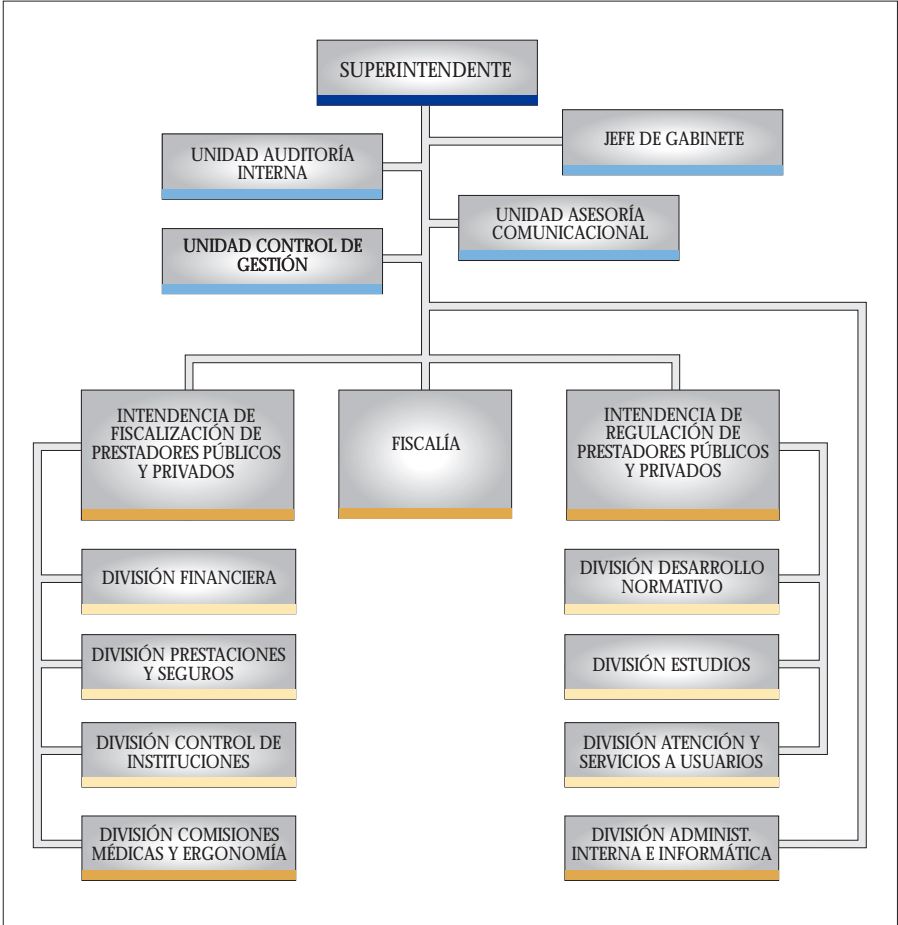 SUPERINTENDENTE
JEFE DE GABINETE
UNIDAD AUDITORÍA
INTERNA
UNIDAD ASESORÍA
COMUNICACIONAL
UNIDAD CONTROL DE
GESTIÓN
INTENDENCIA DE
FISCALIZACIÓN DE
PRESTADORES PÚBLICOS
Y PRIVADOS
FISCALÍA
INTENDENCIA DE
REGULACIÓN DE
PRESTADORES PÚBLICOS
Y PRIVADOS
DIVISIÓN FINANCIERA
DIVISIÓN PRESTACIONES
Y SEGUROS
DIVISIÓN CONTROL DE
INSTITUCIONES
DIVISIÓN COMISIONES
MÉDICAS Y ERGONOMÍA
DIVISIÓN DESARROLLO
NORMATIVO
DIVISIÓN ESTUDIOS
DIVISIÓN ATENCIÓN Y
SERVICIOS A USUARIOS
DIVISIÓN ADMINIST.
INTERNA E INFORMÁTICA